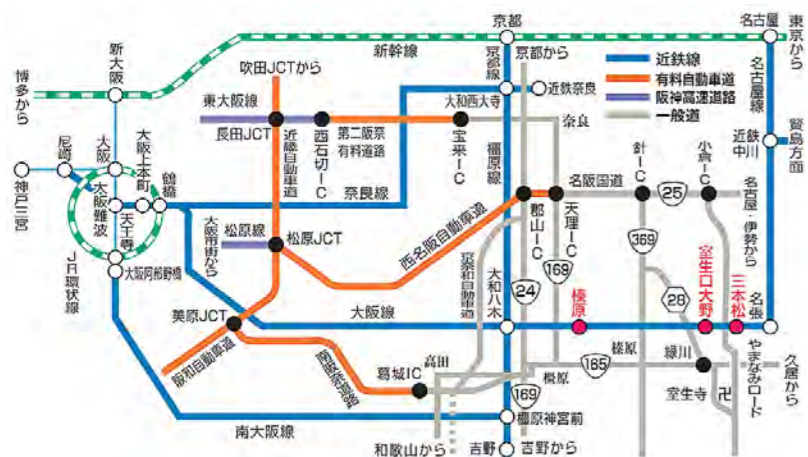 京都
名古屋
東京から
新幹線
新大阪
博多から
京都線
京都から
近鉄線
有料自動車道
阪神高速道路
一般道
名古屋線
吹田JCTから
近鉄奈良
東大阪線
長田JCT
西石切IC
第二阪奈
有料道路
大和西大寺
宝来IC
奈良
近鉄中川
賢島方面
尼崎
大阪
大阪上本町
鶴橋
近畿自動車道
橿原線
針IC
小倉IC
神戸三宮
大阪難波
天王寺
奈良線
名阪国道
25
名古屋・伊勢から
大阪市街から
松原線
松原JCT
西名阪自動車道
郡山IC
天理IC
369
169
JR環状線
大阪阿部野橋
京奈和自動車道
24
28
美原JCT
大阪線
大和八木
榛原
室生口大野
三本松
名張
阪和自動車道
南阪奈道路
葛城IC
高田
橿原
165
榛原
緑川
室生寺
卍
やまなみロード
久居から
169
南大阪線
橿原神宮前
和歌山から
吉野
吉野から